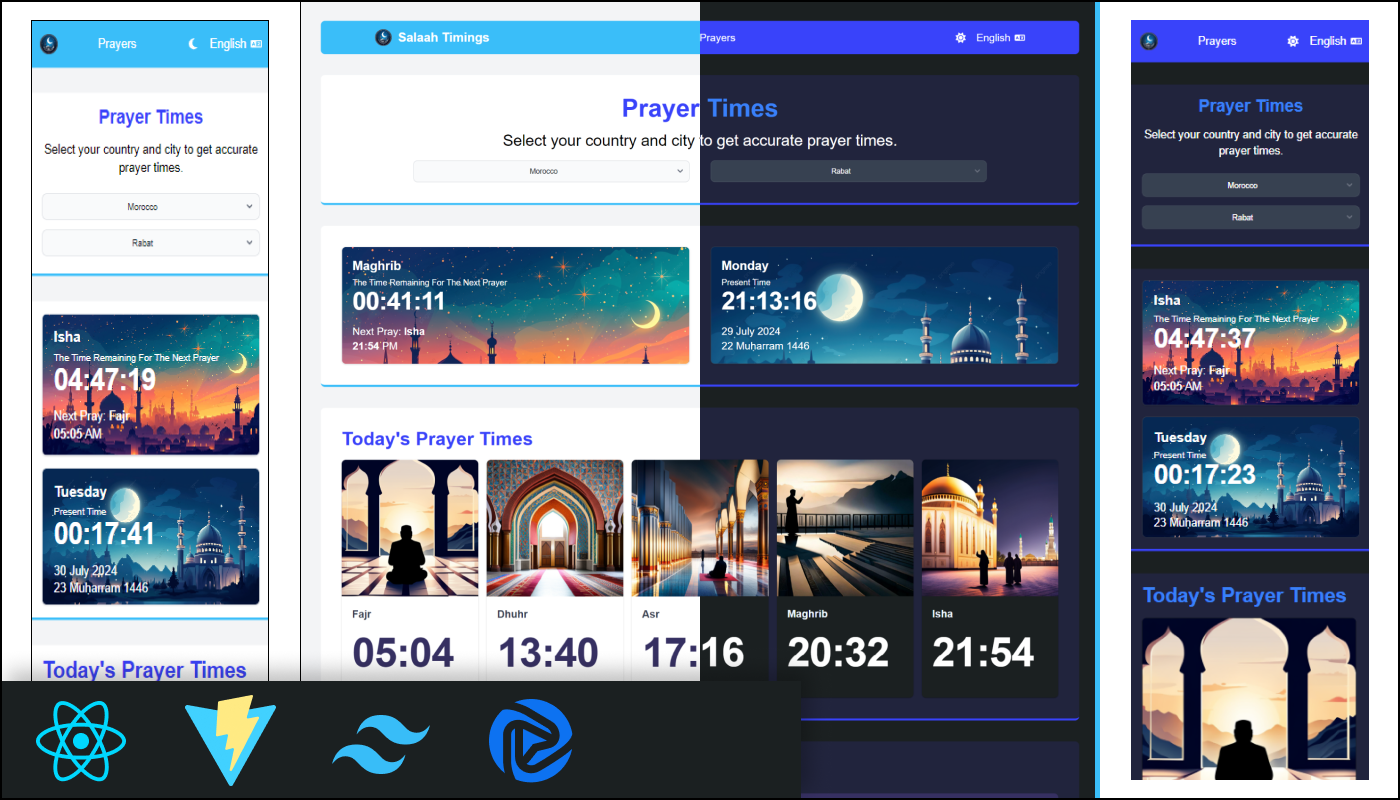 Prayers
English
Prayer Times
Select your country and city to get accurate
prayer times.
Morocco
Rabat
Isha
The Time Remaining For The Next Prayer
04:47:19
Next Pray: Fajr
05:05 AM
Tuesday
Present Time
00:17:41
30 July 2024
23 Muḥarram 1446
Today's Prayer Times
Salaah Timings
Prayers
English
Prayer Times
Select your country and city to get accurate prayer times.
Morocco
Rabat
Maghrib
The Time Remaining For The Next Prayer
00:41:11
Next Pray: Isha
21:54 PM
Monday
Present Time
21:13:16
29 July 2024
22 Muḥarram 1446
Today's Prayer Times
Fajr
05:04
Dhuhr
13:40
Asr
17:16
Maghrib
20:32
Isha
21:54
Prayers
English
Prayer Times
Select your country and city to get accurate
prayer times.
Morocco
Rabat
Isha
The Time Remaining For The Next Prayer
04:47:37
Next Pray: Fajr
05:05 AM
Tuesday
Present Time
00:17:23
30 July 2024
23 Muḥarram 1446
Today's Prayer Times